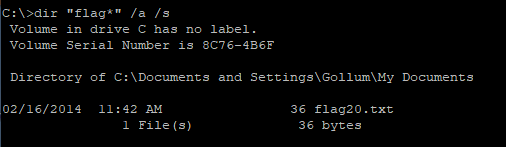 C:\>dir "flag*" /a /s
Volume in drive C has no label.
Volume Serial Number is 8C76-4B6F
Directory of C:\Documents and Settings\Gollum\My Documents
02/16/2014  11:42 AM                36 flag20.txt
1 File(s)             36 bytes